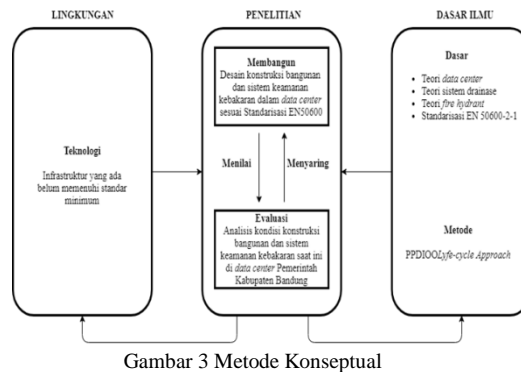 LINGKUNGAN
Teknologi
Infrastruktur yang ada
belum memenuhi standar
minimum
PENELITIAN
Membangun
Desain konstruksi bangunan
dan sistem keamanan
kebakaran dalam data center
sesuai Standarisasi EN50600
Menilai
Menyaring
Evaluasi
Analisis kondisi konstruksi
bangunan dan sistem
keamanan kebakaran saat ini
di data center Pemerintah
Kabupaten Bandung
DASAR ILMU
Dasar
• Teori data center
• Teori sistem drainase
• Teori fire hydrant
• Standarisasi EN 50600-2-1
Metode
PPDIOOLyfe-cycle Approach
Gambar 3 Metode Konseptual